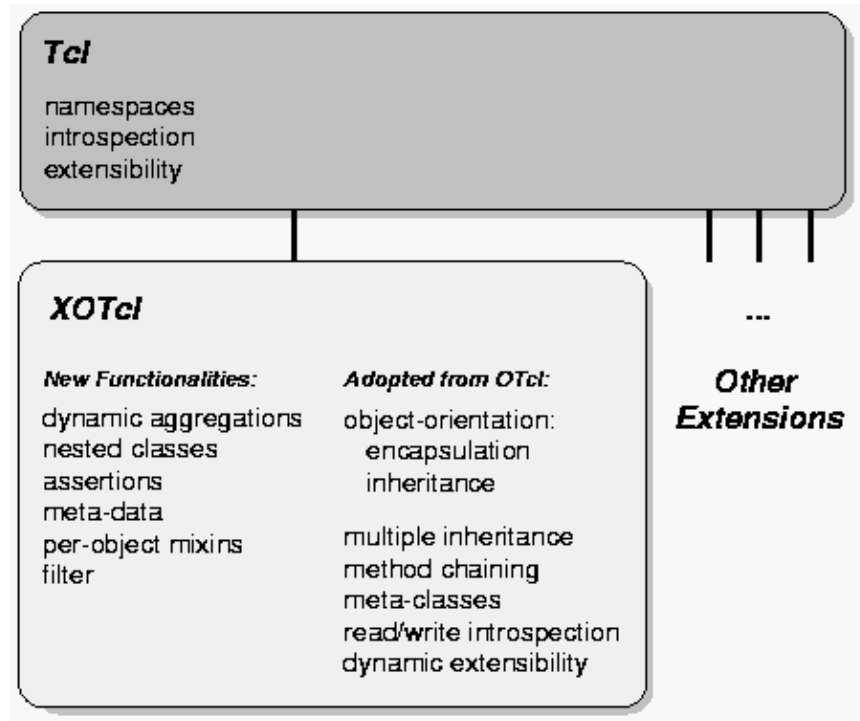 Tcl
namespaces
introspection
extensibility
XOTcl
New Functionalities:
dynamic aggregations
nested classes
assertions
meta-data
per-object mixins
filter
Adopted from OTcl:
object-orientation:
encapsulation
inheritance
multiple inheritance
method chaining
meta-classes
read/write introspection
dynamic extensibility
...
Other
Extensions